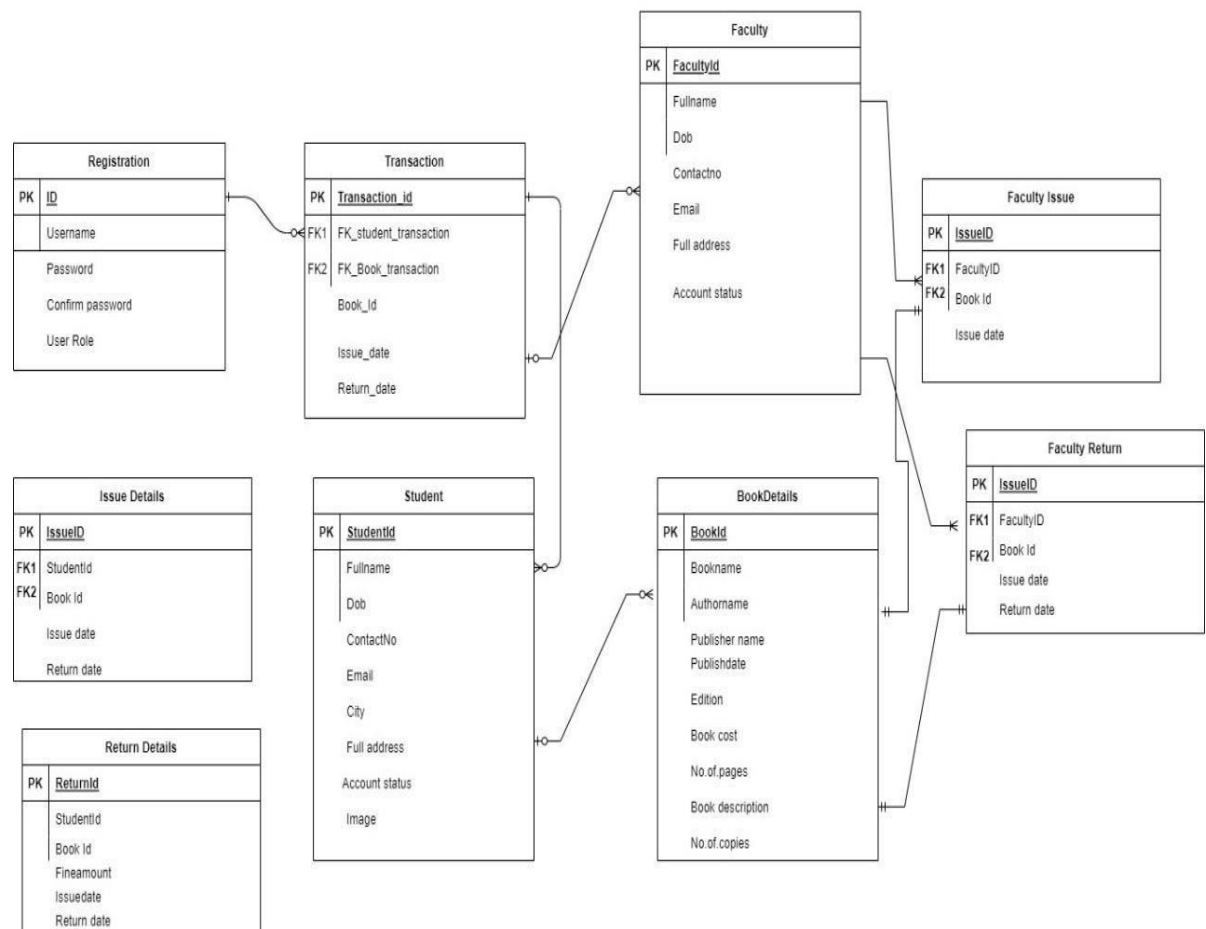 Faculty
PK FacultyId
Fullname
Dob
Contactno
Email
Full address
Account status
Registration
PK ID
Username
Password
Confirm password
User Role
Transaction
PK Transaction_id
FK1 FK_student_transaction
FK2 FK_Book_transaction
Book_Id
Issue_date
Return_date
Faculty Issue
PK IssueID
FK1 FacultyID
FK2 Book Id
Issue date
Faculty Return
PK IssueID
FK1 FacultyID
FK2 Book Id
Issue date
Return date
Issue Details
PK IssueID
FK1 StudentId
FK2 Book Id
Issue date
Return date
Student
PK StudentId
Fullname
Dob
ContactNo
Email
City
Full address
Account status
Image
BookDetails
PK BookId
Bookname
Authorname
Publisher name
Publishdate
Edition
Book cost
No.of.pages
Book description
No.of.copies
Return Details
PK ReturnId
StudentId
Book Id
Fineamount
Issuedate
Return date